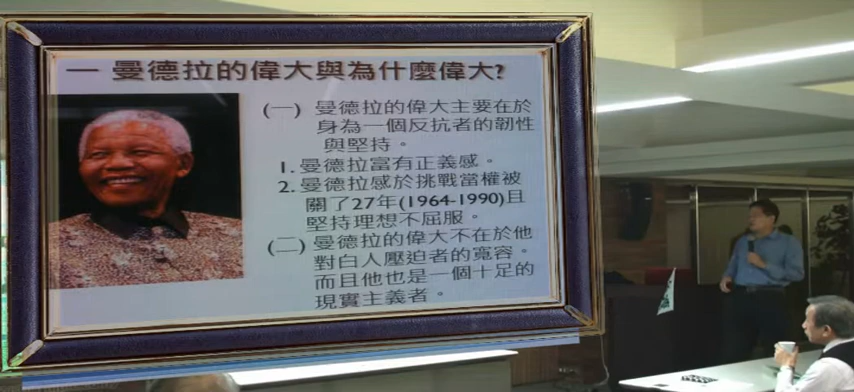 一 曼德拉的偉大與為什麼偉大?
(一) 曼德拉的偉大主要在於
身為一個反抗者的韌性
與堅持。
1. 曼德拉富有正義感。
2. 曼德拉感於挑戰當權被
關了27年(1964-1990)且
堅持理想不屈服。
(二) 曼德拉的偉大不在於他
對白人壓迫者的寬容。
而且他也是一個十足的
現實主義者。